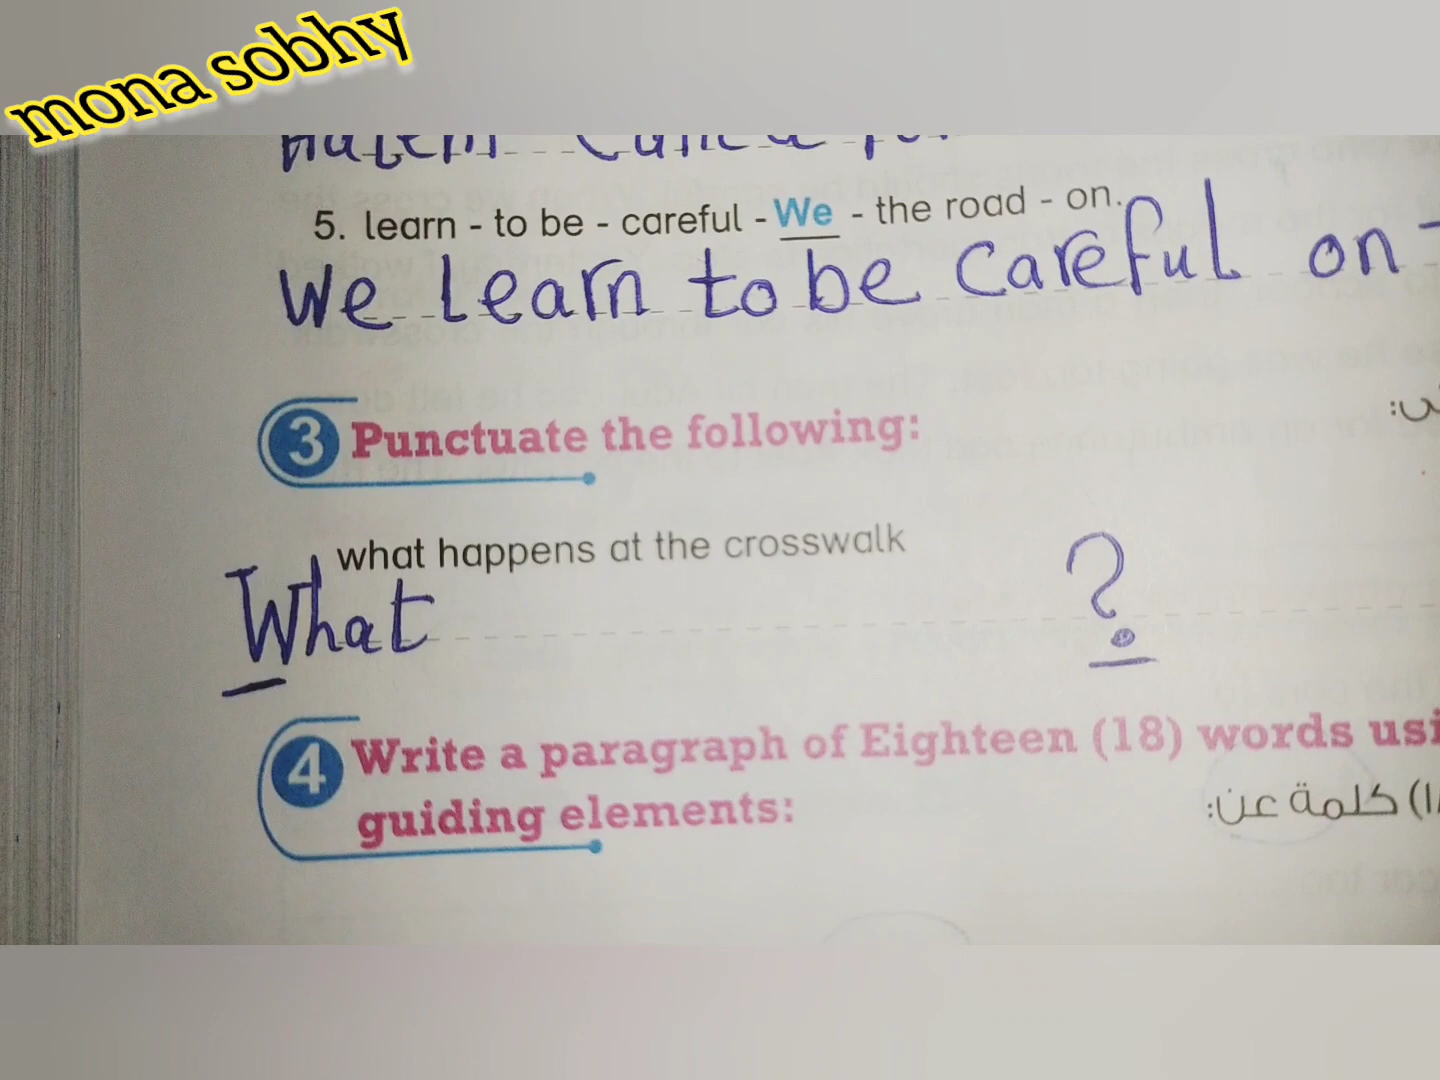 mona sobhy
5. learn - to be - careful - We - the road - on.
We learn to be careful on
3 Punctuate the following:
what happens at the crosswalk
What ?
4 Write a paragraph of Eighteen (18) words usi
guiding elements:
كلمة عن: